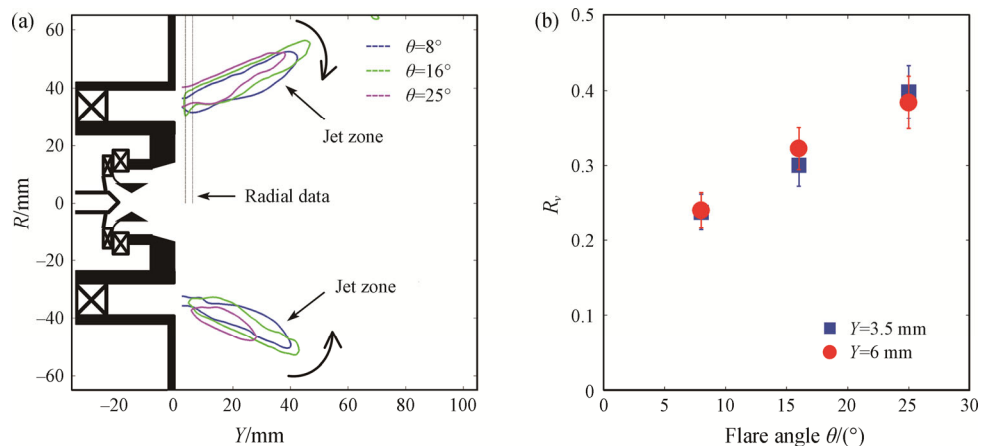 (a)
R/mm
60
40
20
0
−20
−40
−60
−20
0
20
40
60
80
100
Y/mm
θ=8°
θ=16°
θ=25°
Jet zone
Radial data
Jet zone
(b)
R_v
0.5
0.4
0.3
0.2
0.1
0
0
5
10
15
20
25
30
Flare angle θ/(°)
Y=3.5 mm
Y=6 mm